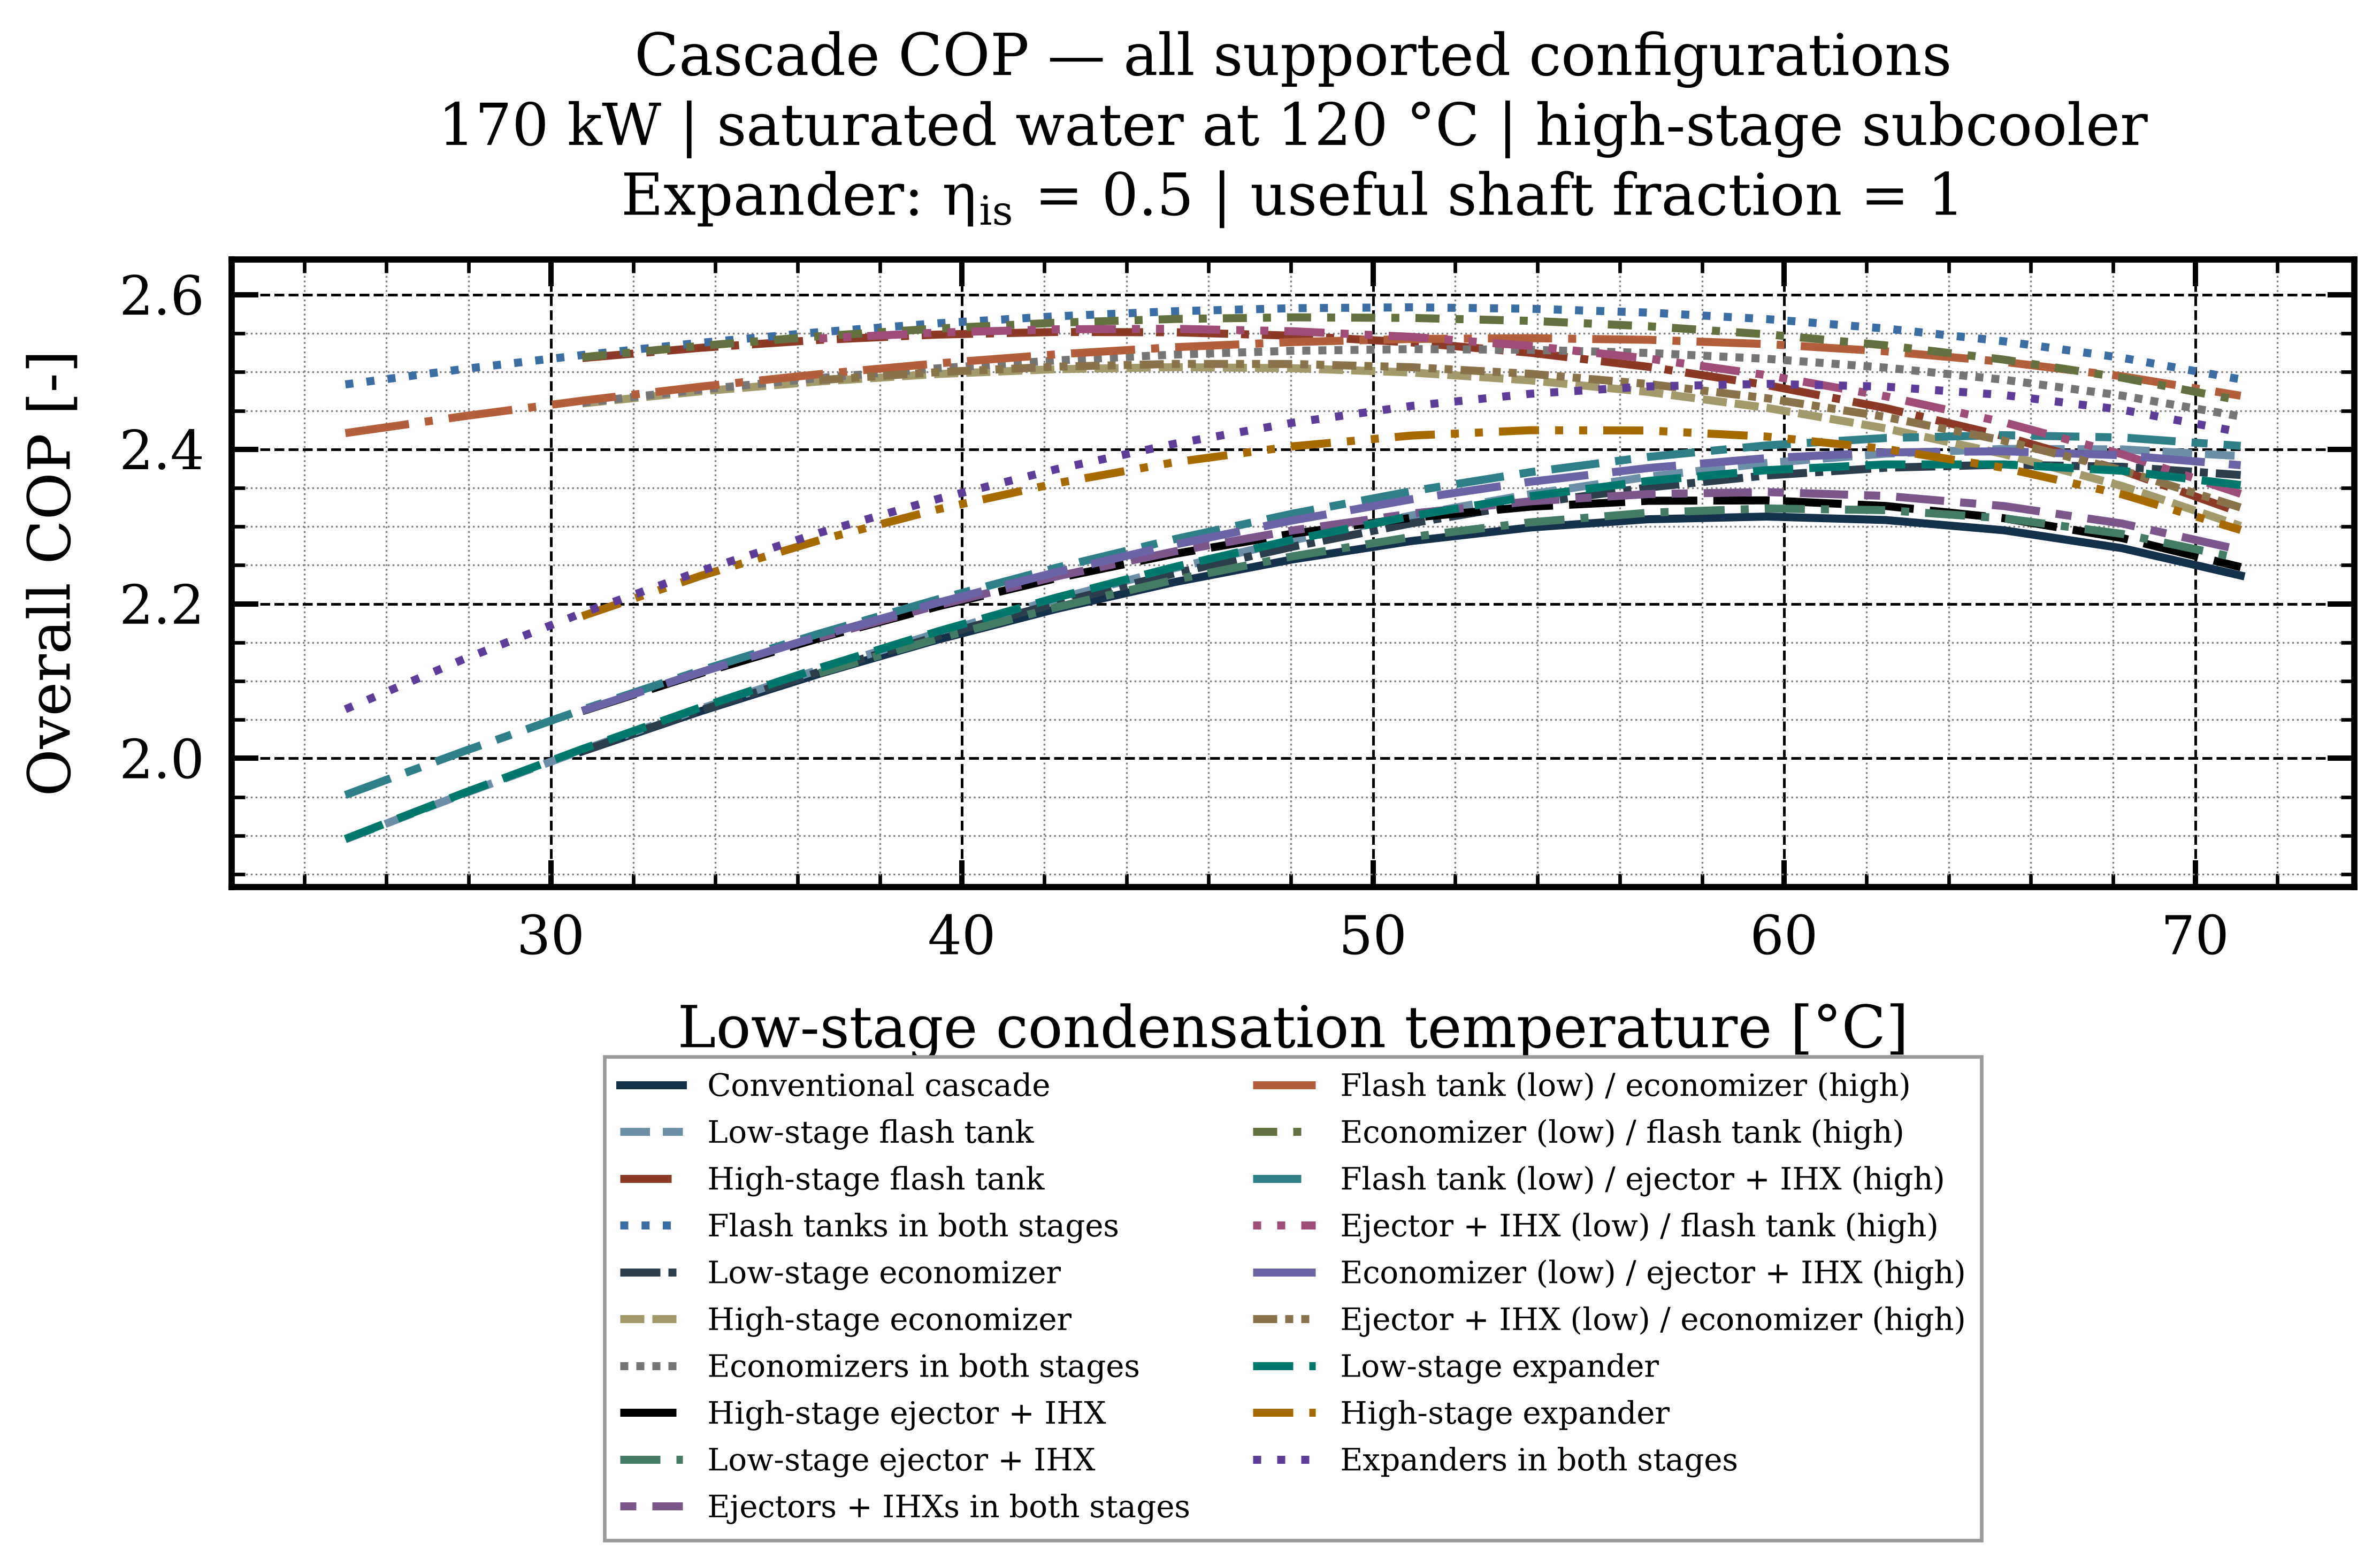 Cascade COP — all supported configurations
170 kW | saturated water at 120 °C | high-stage subcooler
Expander: ηis = 0.5 | useful shaft fraction = 1
Overall COP [-]
2.6
2.4
2.2
2.0
30 40 50 60 70
Low-stage condensation temperature [°C]
Conventional cascade
Low-stage flash tank
High-stage flash tank
Flash tanks in both stages
Low-stage economizer
High-stage economizer
Economizers in both stages
High-stage ejector + IHX
Low-stage ejector + IHX
Ejectors + IHXs in both stages
Flash tank (low) / economizer (high)
Economizer (low) / flash tank (high)
Flash tank (low) / ejector + IHX (high)
Ejector + IHX (low) / flash tank (high)
Economizer (low) / ejector + IHX (high)
Ejector + IHX (low) / economizer (high)
Low-stage expander
High-stage expander
Expanders in both stages